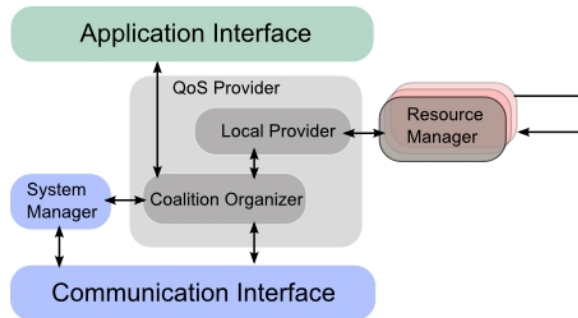 Application Interface
QoS Provider
Local Provider
Resource
Manager
System
Manager
Coalition Organizer
Communication Interface